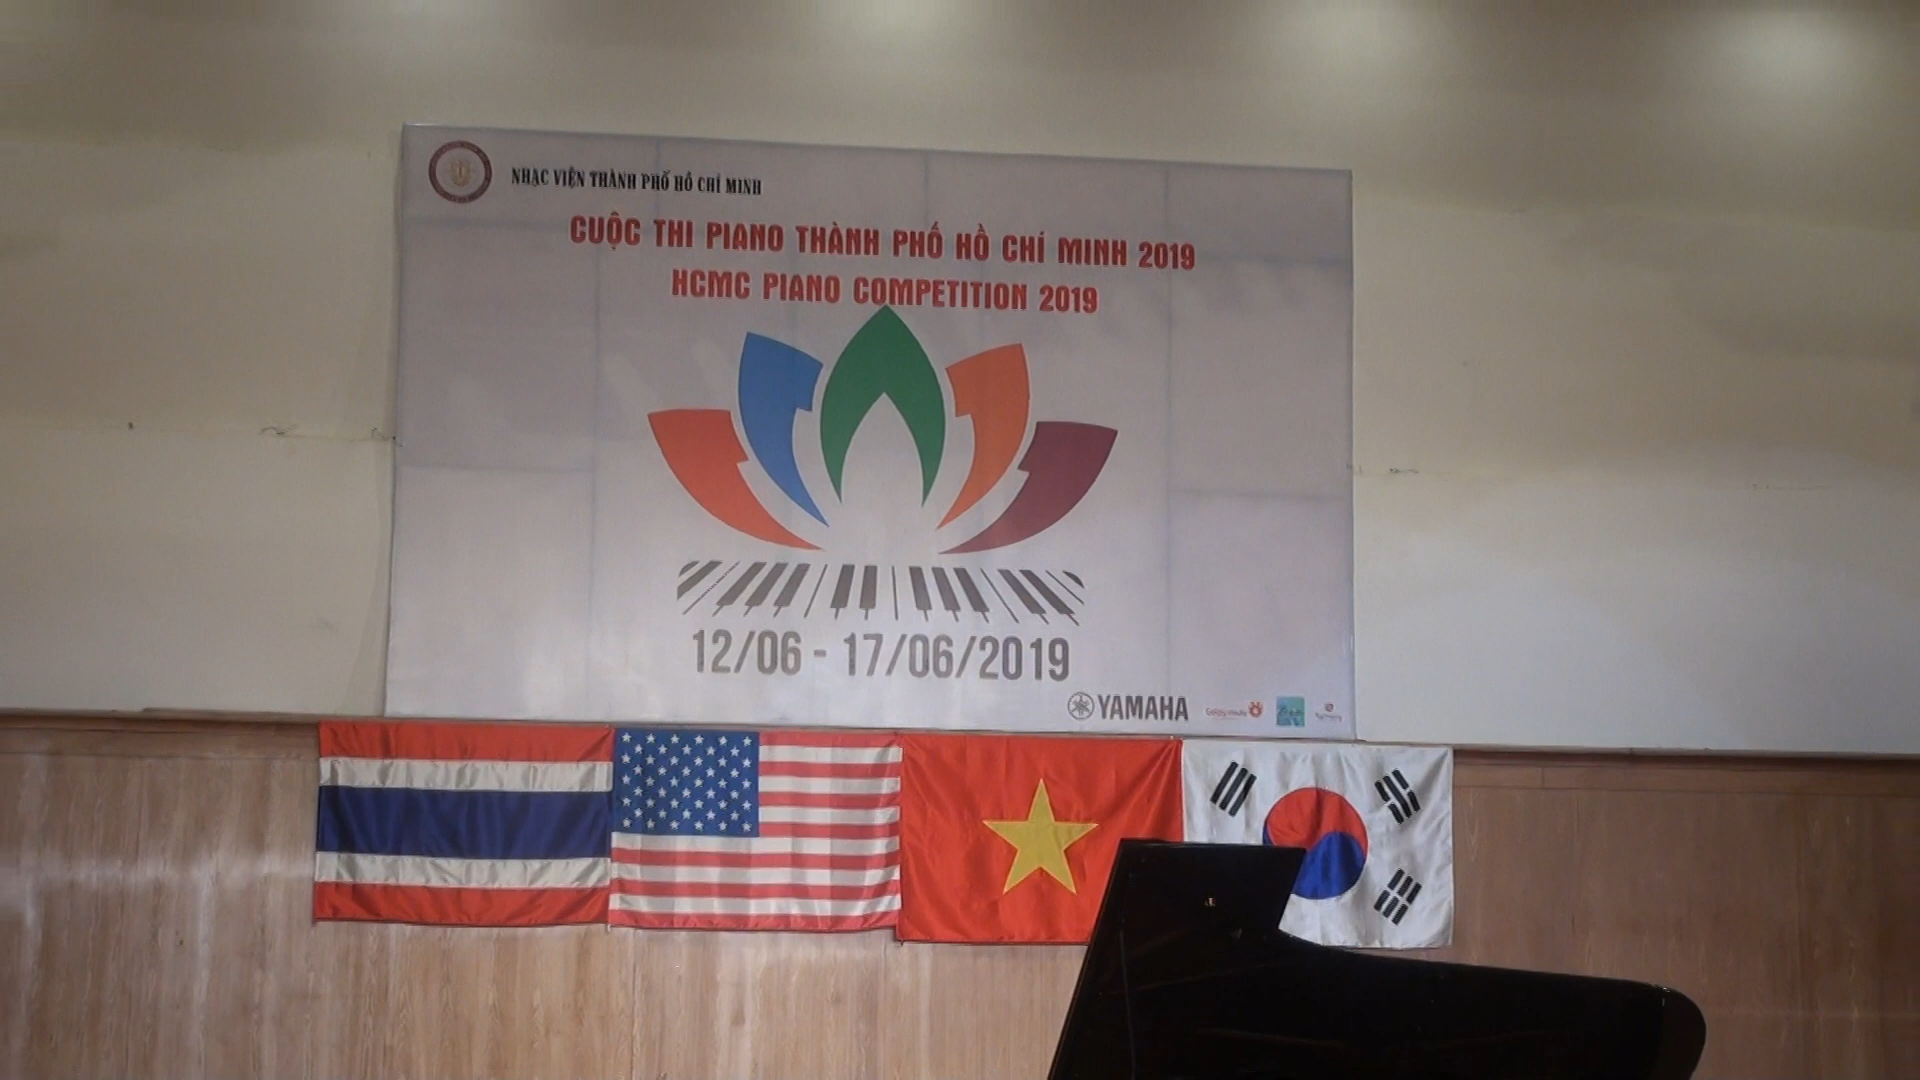 NHẠC VIỆN THÀNH PHỐ HỒ CHÍ MINH
CUỘC THI PIANO THÀNH PHỐ HỒ CHÍ MINH 2019
HCMC PIANO COMPETITION 2019
12/06 - 17/06/2019
YAMAHA